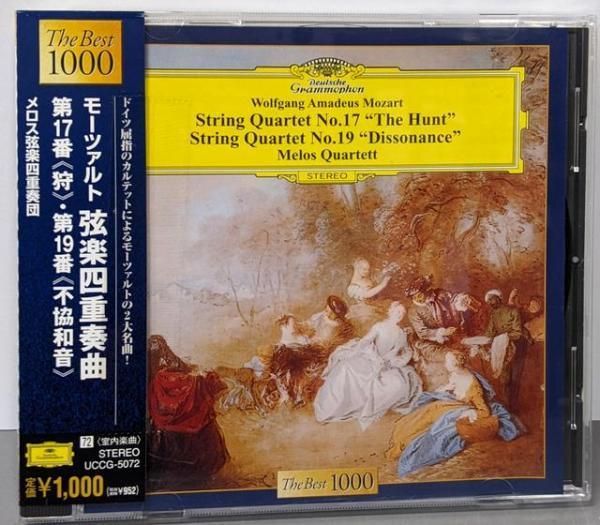 The Best
1000
モーツァルト 弦楽四重奏曲
第17番《狩》・第19番《不協和音》
メロス弦楽四重奏団
ドイツ屈指のカルテットによるモーツァルトの2大名曲!
72 〈室内楽曲〉
STEREO
UCCG-5072
定価¥1,000 (税抜価格¥952)
Deutsche
Grammophon
Wolfgang Amadeus Mozart
String Quartet No.17 “The Hunt”
String Quartet No.19 “Dissonance”
Melos Quartett
STEREO
The Best 1000